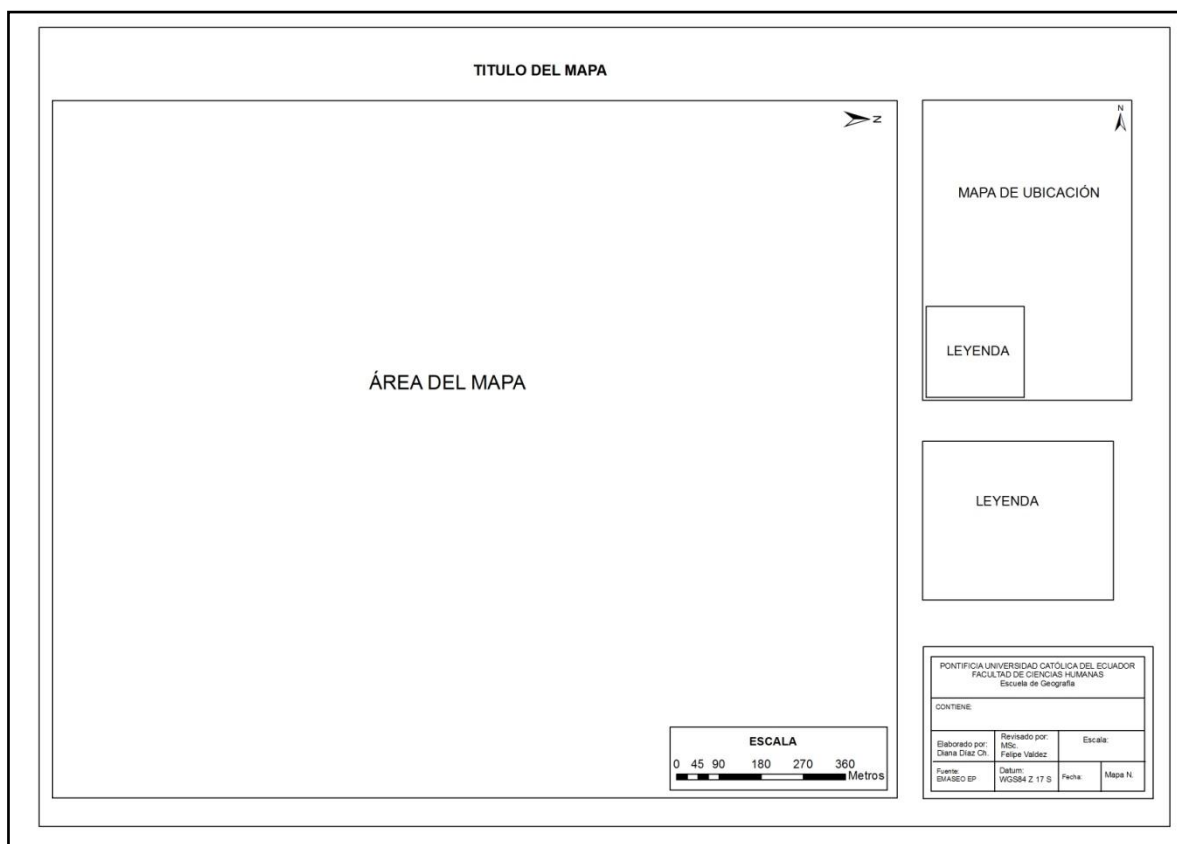 TITULO DEL MAPA
N
ÁREA DEL MAPA
ESCALA
0 45 90 180 270 360
Metros
N
MAPA DE UBICACIÓN
LEYENDA
LEYENDA
PONTIFICIA UNIVERSIDAD CATÓLICA DEL ECUADOR
FACULTAD DE CIENCIAS HUMANAS
Escuela de Geografía
CONTIENE:
Elaborado por:
Diana Díaz Ch.
Revisado por:
MSc.
Felipe Valdez
Escala:
Fuente:
EMASEO EP
Datum:
WGS84 Z 17 S
Fecha:
Mapa N.